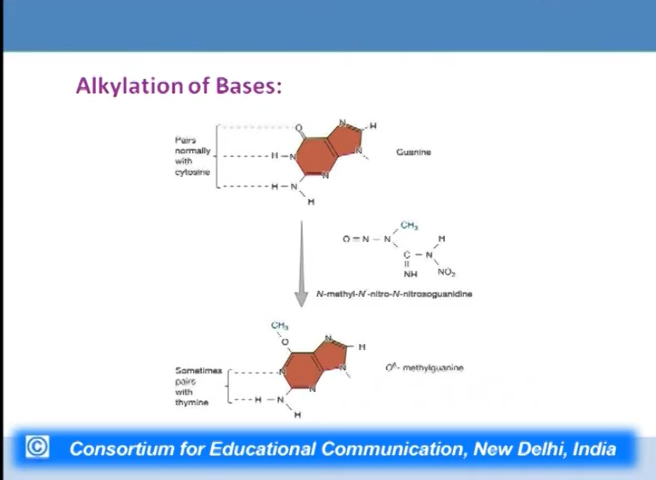 Alkylation of Bases:
Pairs
normally
with
cytosine
O
N
H
H
N
N
N
H
N
H
Guanine
CH3
O=N-N
H
C-N
NH
NO2
N-methyl-N'-nitro-N-nitrosoguanidine
CH3
O
N
H
N
N
N
H
N
H
O6- methylguanine
Sometimes
pairs
with
thymine
© Consortium for Educational Communication, New Delhi, India